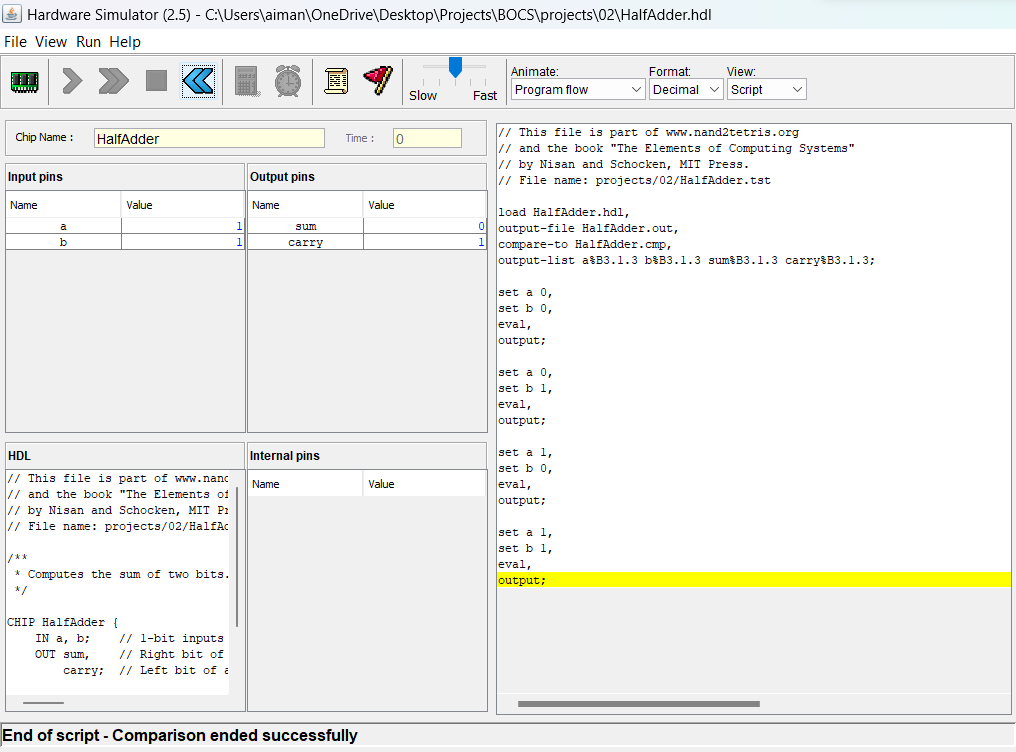 Hardware Simulator (2.5) - C:\Users\aiman\OneDrive\Desktop\Projects\BOCS\projects\02\HalfAdder.hdl
File View Run Help
Slow Fast
Animate: Format: View:
Program flow Decimal Script
Chip Name : HalfAdder Time : 0
Input pins
Name Value
a 1
b 1
Output pins
Name Value
sum 0
carry 1
HDL
// This file is part of www.nand
// and the book "The Elements of
// by Nisan and Schocken, MIT Pr
// File name: projects/02/HalfAd
/**
* Computes the sum of two bits.
*/
CHIP HalfAdder {
IN a, b; // 1-bit inputs
OUT sum, // Right bit of
carry; // Left bit of a
Internal pins
Name Value
// This file is part of www.nand2tetris.org
// and the book "The Elements of Computing Systems"
// by Nisan and Schocken, MIT Press.
// File name: projects/02/HalfAdder.tst
load HalfAdder.hdl,
output-file HalfAdder.out,
compare-to HalfAdder.cmp,
output-list a%B3.1.3 b%B3.1.3 sum%B3.1.3 carry%B3.1.3;
set a 0,
set b 0,
eval,
output;
set a 0,
set b 1,
eval,
output;
set a 1,
set b 0,
eval,
output;
set a 1,
set b 1,
eval,
output;
End of script - Comparison ended successfully